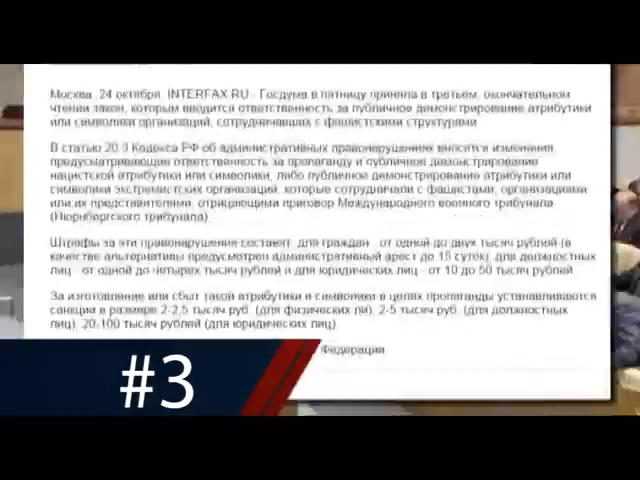 Москва. 24 октября. INTERFAX.RU - Госдума в пятницу приняла в третьем, окончательном
чтении закон, которым вводится ответственность за публичное демонстрирование атрибутики
или символики организаций, сотрудничавших с фашистскими структурами.
В статью 20.3 Кодекса РФ об административных правонарушениях вносятся изменения,
предусматривающие ответственность за пропаганду и публичное демонстрирование
нацистской атрибутики или символики, либо публичное демонстрирование атрибутики или
символики экстремистских организаций, которые сотрудничали с фашистами, организациями
или их представителями, отрицающими приговор Международного военного трибунала
(Нюрнбергского трибунала).
Штрафы за эти правонарушения составят: для граждан - от одной до двух тысяч рублей (в
качестве альтернативы предусмотрен административный арест до 15 суток), для должностных
лиц - от одной до четырех тысяч рублей и для юридических лиц - от 10 до 50 тысяч рублей.
За изготовление или сбыт такой атрибутики и символики в целях пропаганды устанавливаются
санкции в размере 2-2,5 тысяч руб. (для физических ли), 2-5 тысяч руб. (для должностных
лиц), 20-100 тысяч рублей (для юридических лиц).
Федерации
#3